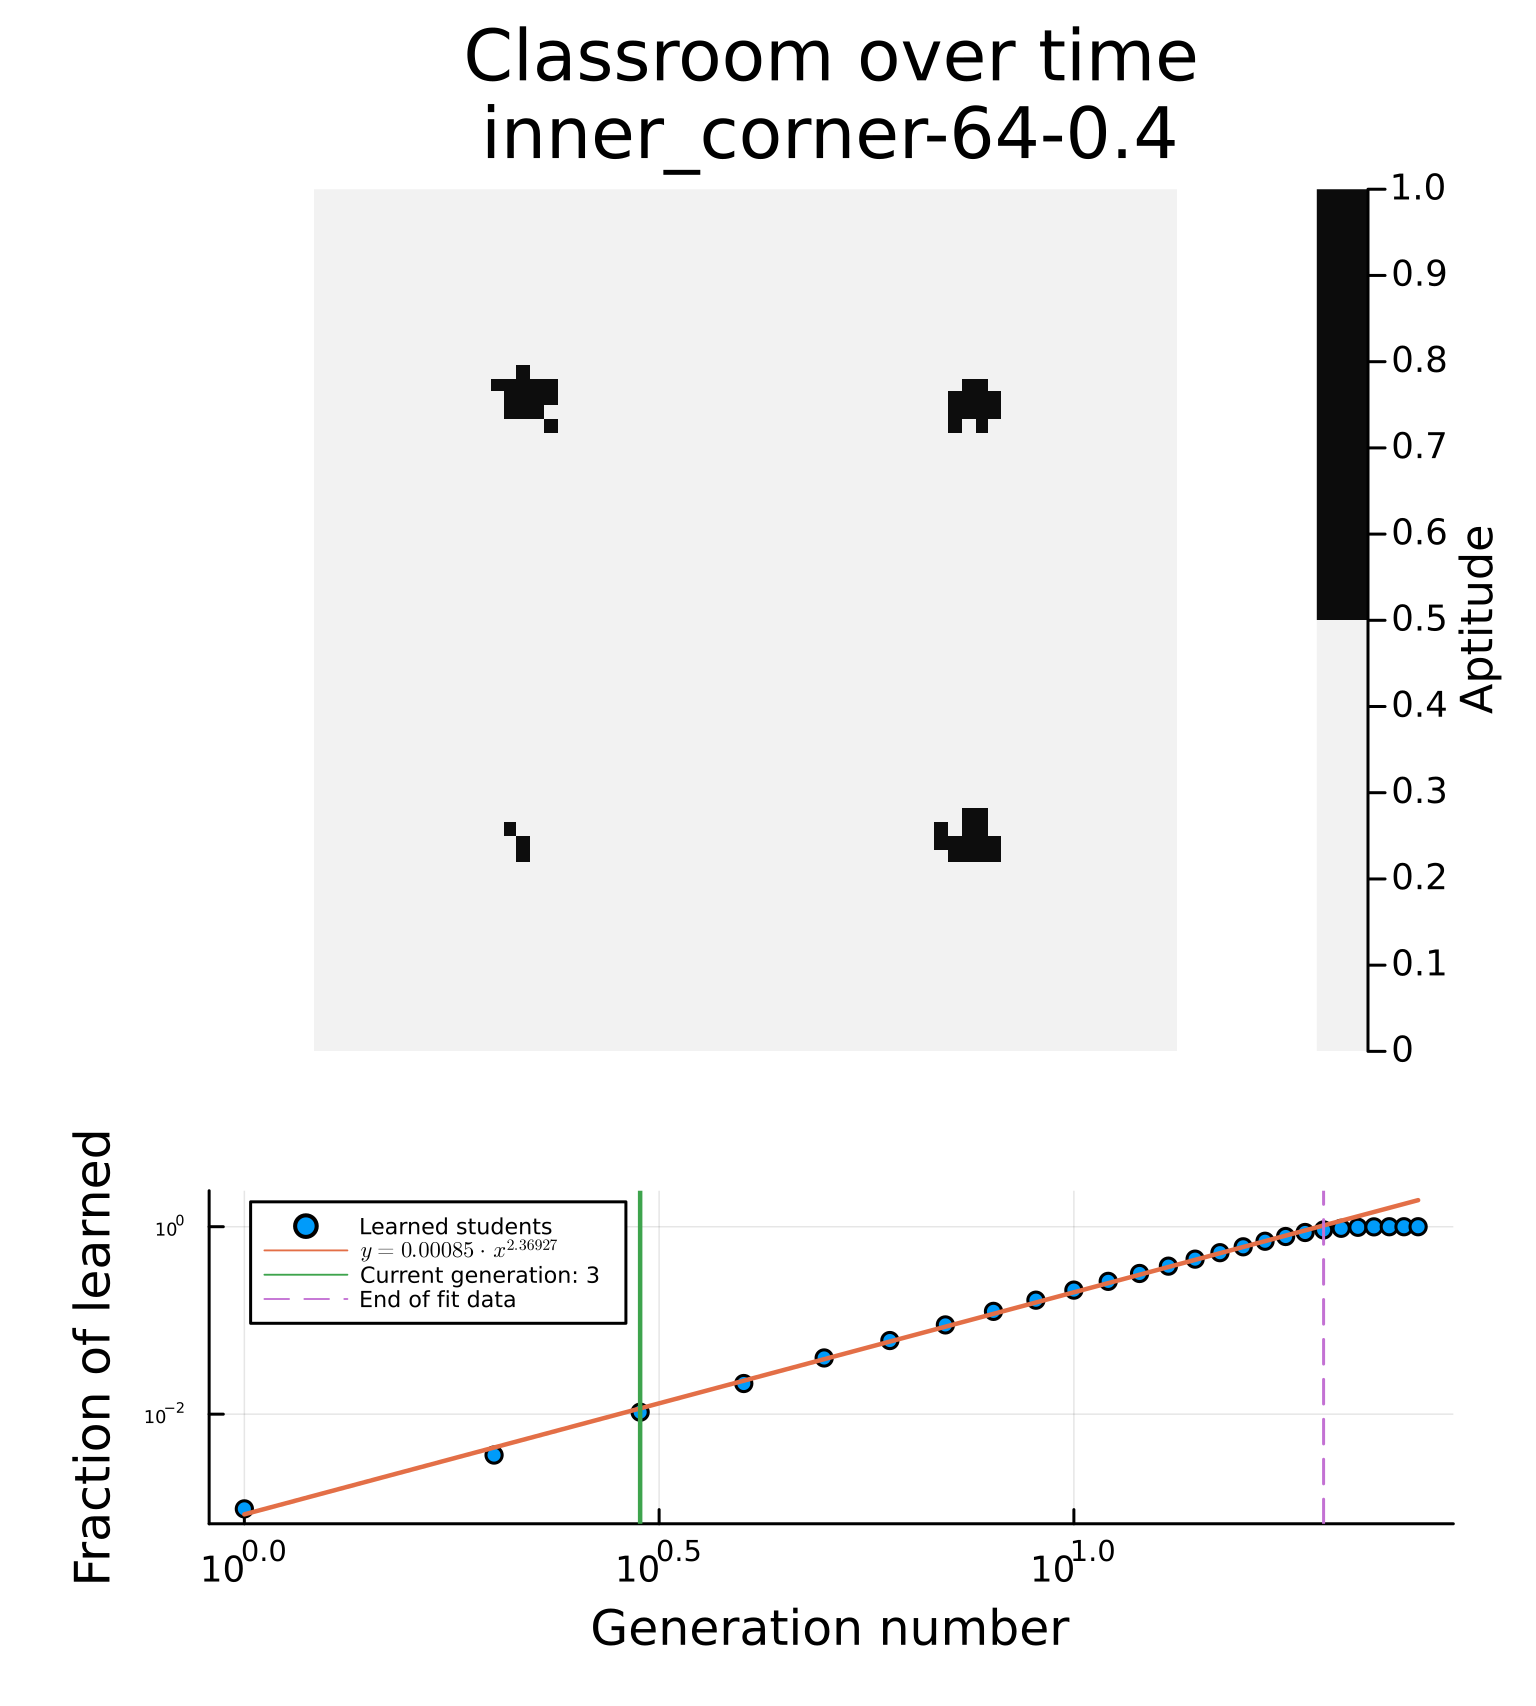 Classroom over time
inner_corner-64-0.4
1.0
0.9
0.8
0.7
0.6
0.5
0.4
0.3
0.2
0.1
0
Aptitude
Fraction of learned
10⁰
10⁻²
Learned students
y = 0.00085 · x^2.36927
Current generation: 3
End of fit data
10^0.0
10^0.5
10^1.0
Generation number